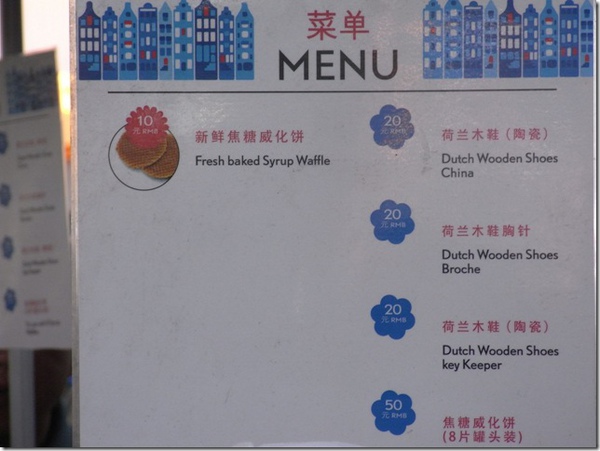 菜单
MENU
10
元 RMB
新鲜焦糖威化饼
Fresh baked Syrup Waffle
20
元 RMB
荷兰木鞋（陶瓷）
Dutch Wooden Shoes
China
20
元 RMB
荷兰木鞋胸针
Dutch Wooden Shoes
Broche
20
元 RMB
荷兰木鞋（陶瓷）
Dutch Wooden Shoes
key Keeper
50
元 RMB
焦糖威化饼
(8片罐头装)